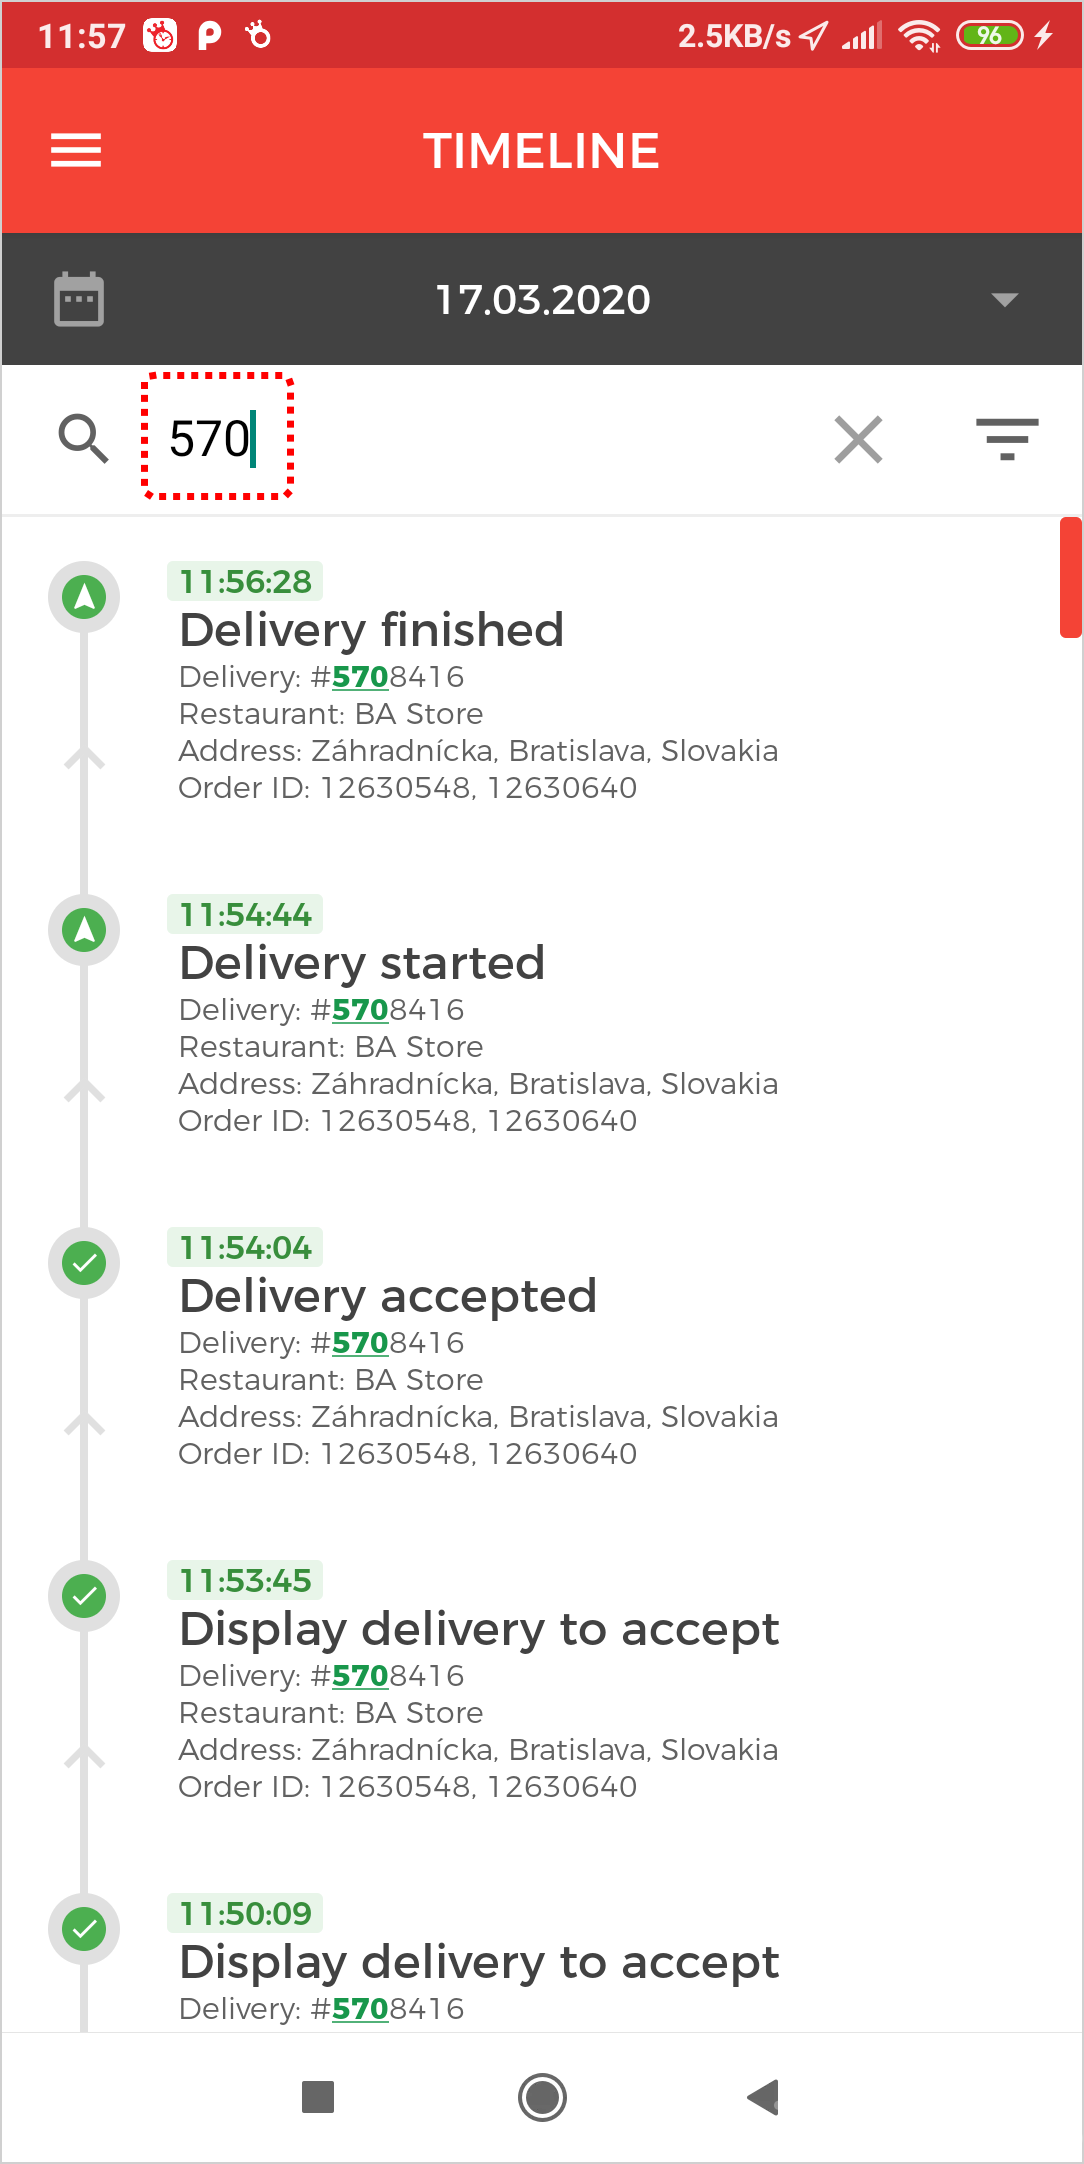 11:57
2.5KB/s
96
TIMELINE
17.03.2020
570
11:56:28
Delivery finished
Delivery: #5708416
Restaurant: BA Store
Address: Záhradnícka, Bratislava, Slovakia
Order ID: 12630548, 12630640
11:54:44
Delivery started
Delivery: #5708416
Restaurant: BA Store
Address: Záhradnícka, Bratislava, Slovakia
Order ID: 12630548, 12630640
11:54:04
Delivery accepted
Delivery: #5708416
Restaurant: BA Store
Address: Záhradnícka, Bratislava, Slovakia
Order ID: 12630548, 12630640
11:53:45
Display delivery to accept
Delivery: #5708416
Restaurant: BA Store
Address: Záhradnícka, Bratislava, Slovakia
Order ID: 12630548, 12630640
11:50:09
Display delivery to accept
Delivery: #5708416